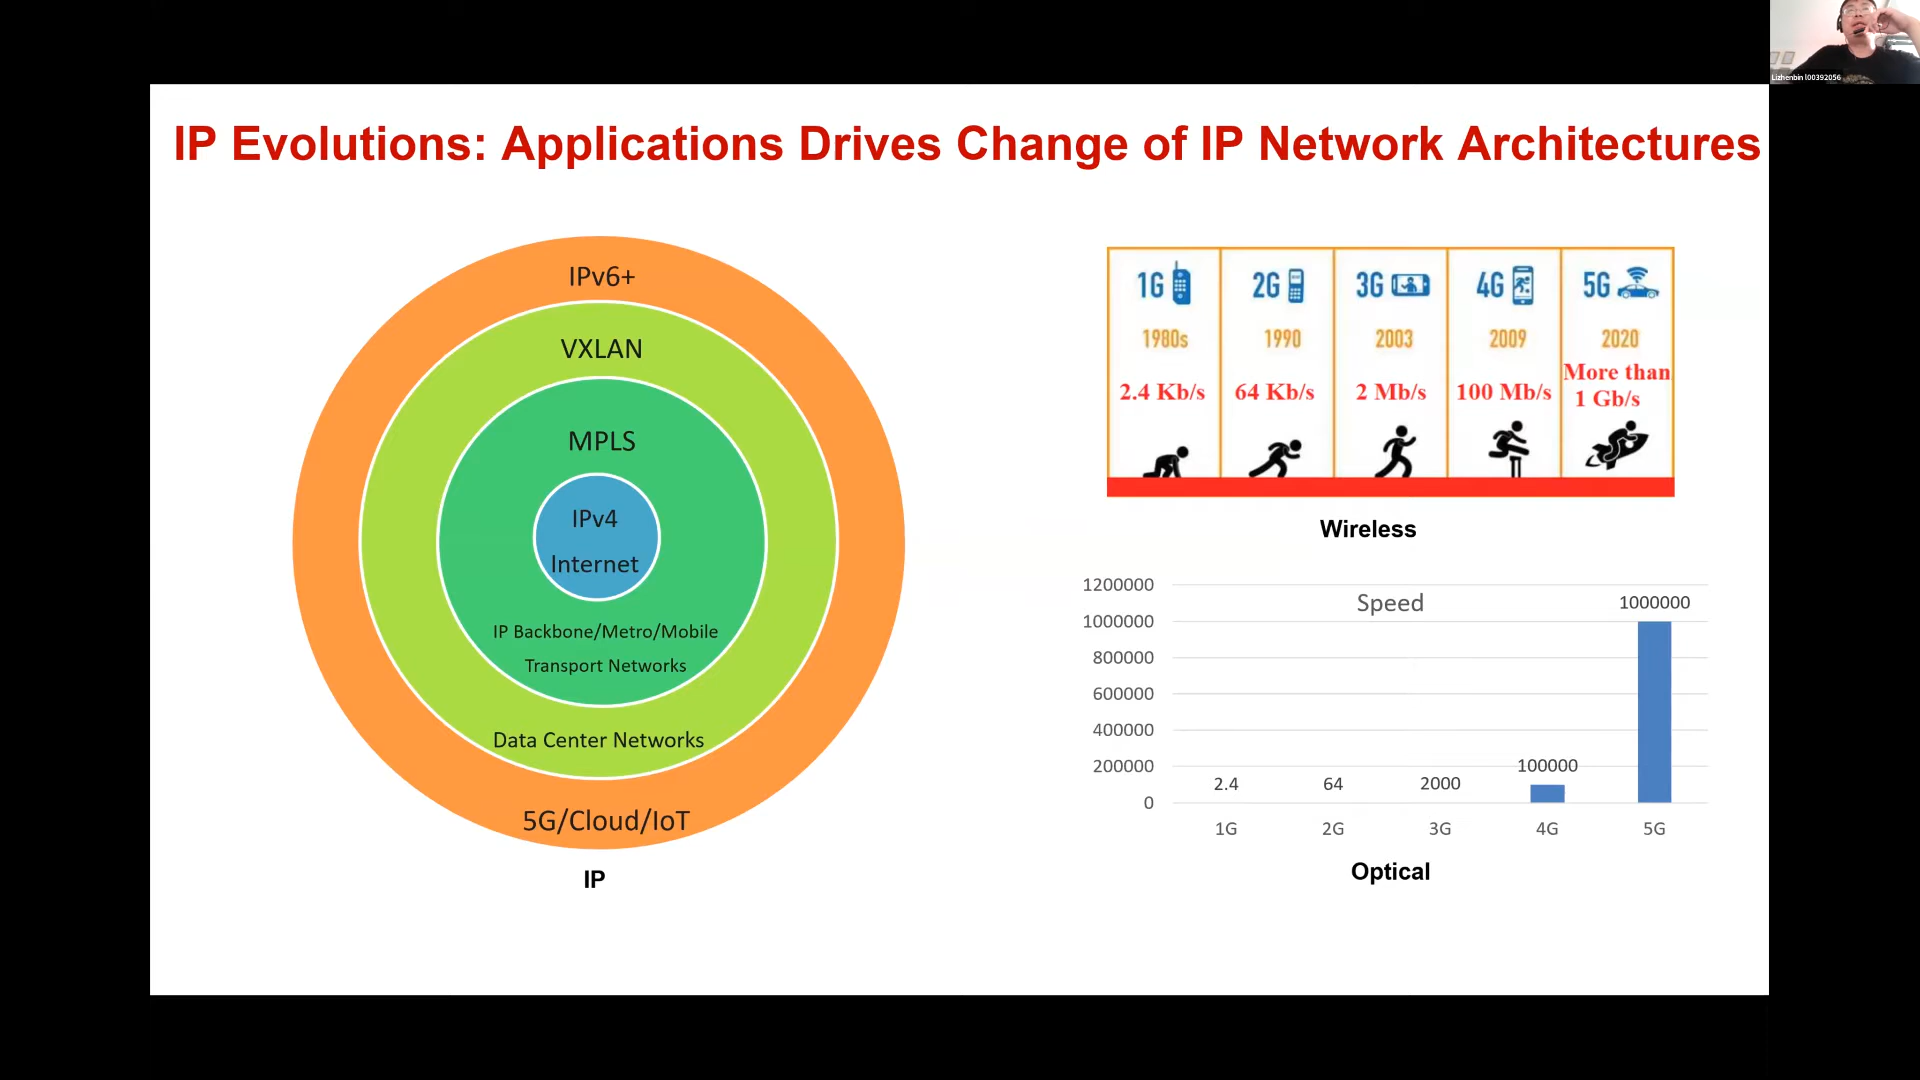 Lizhenbin l00392056
IP Evolutions: Applications Drives Change of IP Network Architectures
IPv6+
VXLAN
MPLS
IPv4
Internet
IP Backbone/Metro/Mobile
Transport Networks
Data Center Networks
5G/Cloud/IoT
IP
1G 2G 3G 4G 5G
1980s 1990 2003 2009 2020
2.4 Kb/s 64 Kb/s 2 Mb/s 100 Mb/s More than
1 Gb/s
Wireless
Speed
1200000
1000000
800000
600000
400000
200000
0
2.4 64 2000 100000 1000000
1G 2G 3G 4G 5G
Optical